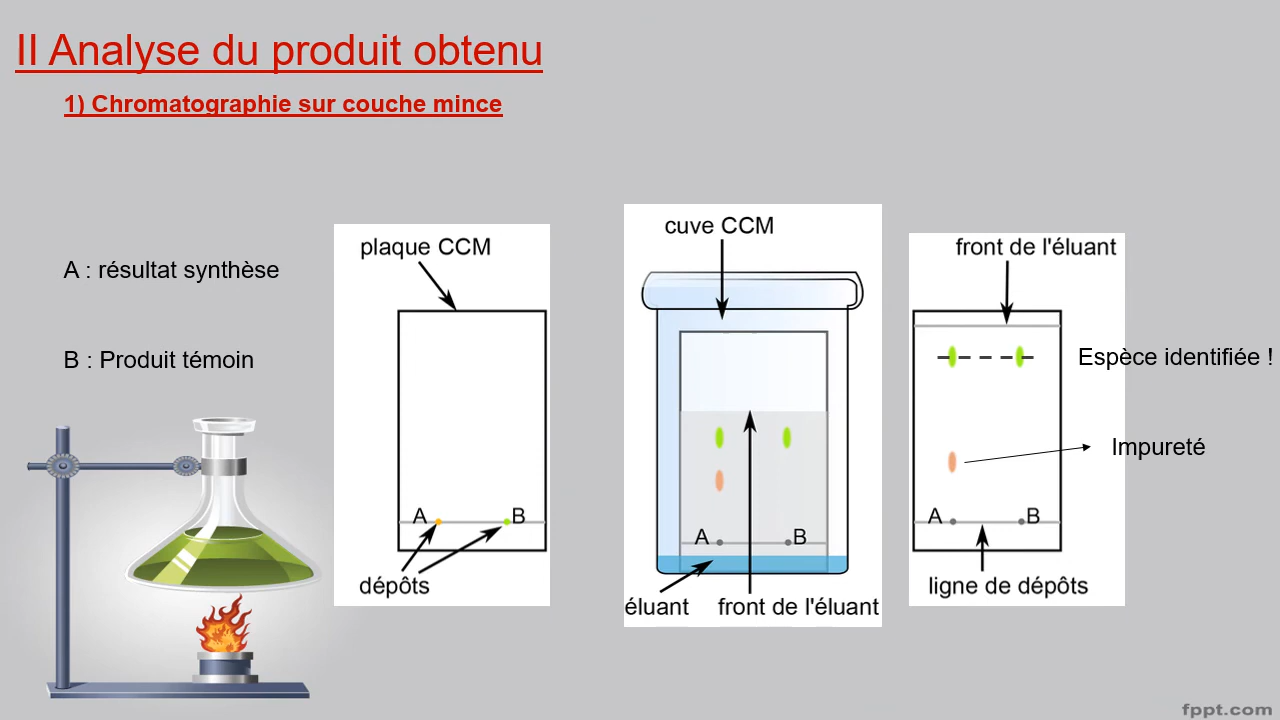 II Analyse du produit obtenu
1) Chromatographie sur couche mince
A : résultat synthèse
B : Produit témoin
plaque CCM
A
B
dépôts
cuve CCM
A
B
éluant
front de l'éluant
front de l'éluant
Espèce identifiée !
Impureté
A
B
ligne de dépôts
fppt.com